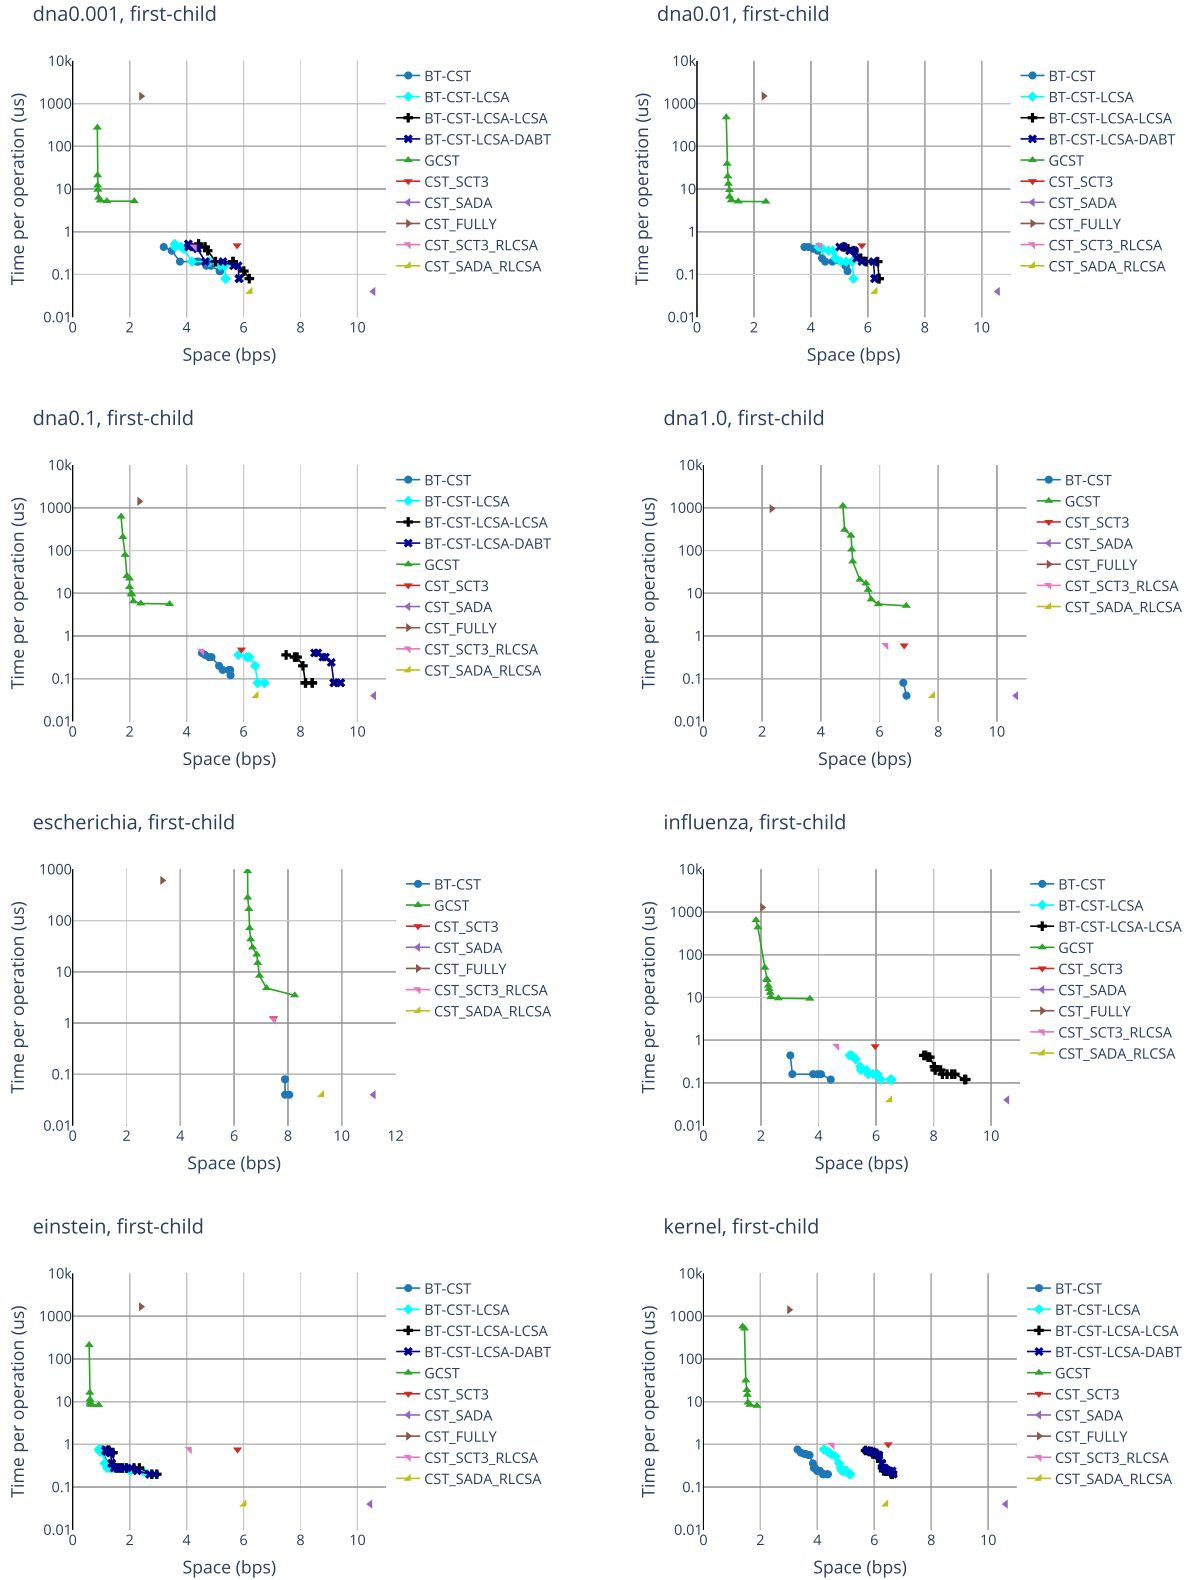 dna0.001, first-child
Time per operation (us)
10k
1000
100
10
1
0.1
0.01
0 2 4 6 8 10
Space (bps)
BT-CST
BT-CST-LCSA
BT-CST-LCSA-LCSA
BT-CST-LCSA-DABT
GCST
CST_SCT3
CST_SADA
CST_FULLY
CST_SCT3_RLCSA
CST_SADA_RLCSA
dna0.01, first-child
Time per operation (us)
10k
1000
100
10
1
0.1
0.01
0 2 4 6 8 10
Space (bps)
BT-CST
BT-CST-LCSA
BT-CST-LCSA-LCSA
BT-CST-LCSA-DABT
GCST
CST_SCT3
CST_SADA
CST_FULLY
CST_SCT3_RLCSA
CST_SADA_RLCSA
dna0.1, first-child
Time per operation (us)
10k
1000
100
10
1
0.1
0.01
0 2 4 6 8 10
Space (bps)
BT-CST
BT-CST-LCSA
BT-CST-LCSA-LCSA
BT-CST-LCSA-DABT
GCST
CST_SCT3
CST_SADA
CST_FULLY
CST_SCT3_RLCSA
CST_SADA_RLCSA
dna1.0, first-child
Time per operation (us)
10k
1000
100
10
1
0.1
0.01
0 2 4 6 8 10
Space (bps)
BT-CST
GCST
CST_SCT3
CST_SADA
CST_FULLY
CST_SCT3_RLCSA
CST_SADA_RLCSA
escherichia, first-child
Time per operation (us)
1000
100
10
1
0.1
0.01
0 2 4 6 8 10 12
Space (bps)
BT-CST
GCST
CST_SCT3
CST_SADA
CST_FULLY
CST_SCT3_RLCSA
CST_SADA_RLCSA
influenza, first-child
Time per operation (us)
10k
1000
100
10
1
0.1
0.01
0 2 4 6 8 10
Space (bps)
BT-CST
BT-CST-LCSA
BT-CST-LCSA-LCSA
GCST
CST_SCT3
CST_SADA
CST_FULLY
CST_SCT3_RLCSA
CST_SADA_RLCSA
einstein, first-child
Time per operation (us)
10k
1000
100
10
1
0.1
0.01
0 2 4 6 8 10
Space (bps)
BT-CST
BT-CST-LCSA
BT-CST-LCSA-LCSA
BT-CST-LCSA-DABT
GCST
CST_SCT3
CST_SADA
CST_FULLY
CST_SCT3_RLCSA
CST_SADA_RLCSA
kernel, first-child
Time per operation (us)
10k
1000
100
10
1
0.1
0.01
0 2 4 6 8 10
Space (bps)
BT-CST
BT-CST-LCSA
BT-CST-LCSA-LCSA
BT-CST-LCSA-DABT
GCST
CST_SCT3
CST_SADA
CST_FULLY
CST_SCT3_RLCSA
CST_SADA_RLCSA